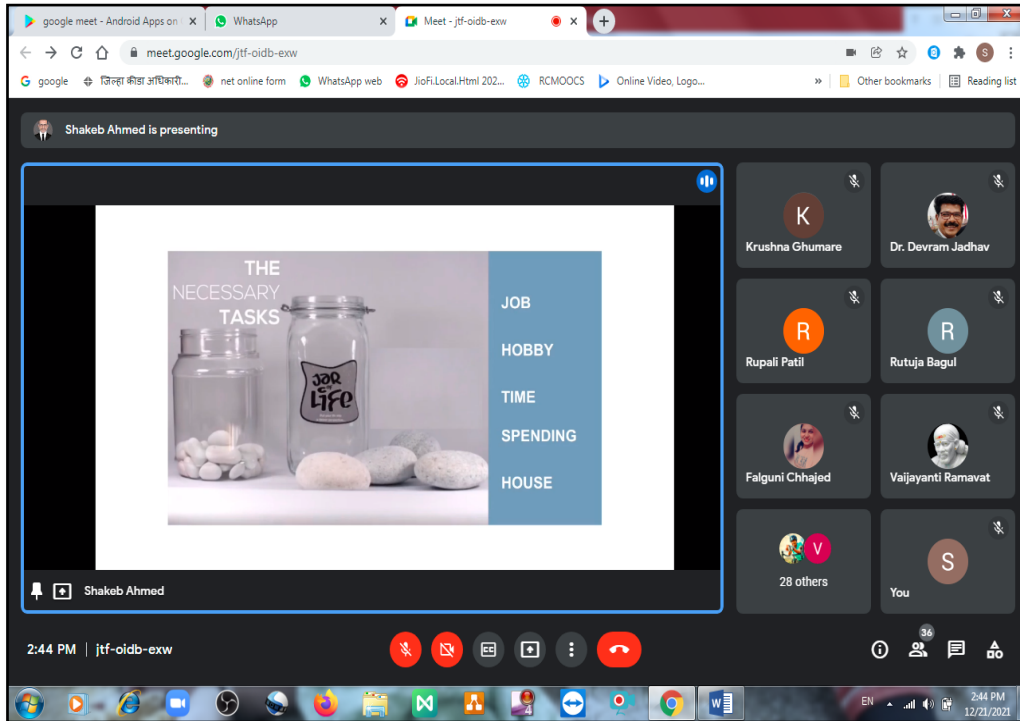 google meet - Android Apps on
WhatsApp
Meet - jtf-oidb-exw
meet.google.com/jtf-oidb-exw
S
G google
जिल्हा क्रीडा अधिकारी...
net online form
WhatsApp web
JioFi.Local.Html 202...
RCMOOCS
Online Video, Logo...
»
Other bookmarks
Reading list
Shakeb Ahmed is presenting
THE
NECESSARY
TASKS
JAR
OF
LIFE
JOB
HOBBY
TIME
SPENDING
HOUSE
Shakeb Ahmed
K
Krushna Ghumare
Dr. Devram Jadhav
R
Rupali Patil
R
Rutuja Bagul
Falguni Chhajed
Vaijayanti Ramavat
V
28 others
S
You
2:44 PM | jtf-oidb-exw
CC
36
4
EN
2:44 PM
12/21/2021